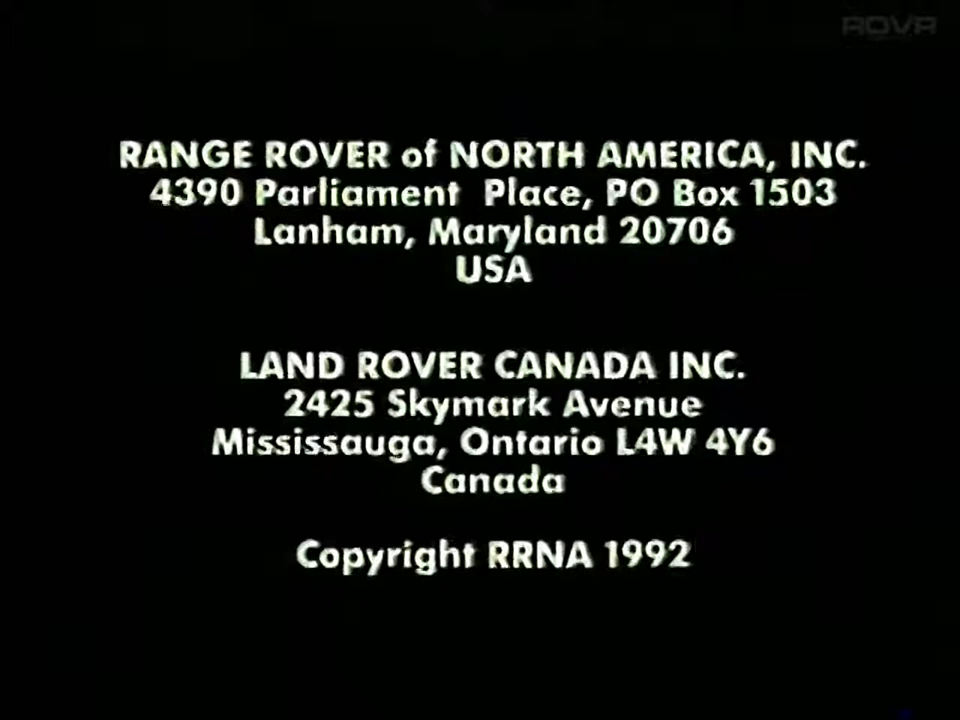 ROVR
RANGE ROVER of NORTH AMERICA, INC.
4390 Parliament Place, PO Box 1503
Lanham, Maryland 20706
USA
LAND ROVER CANADA INC.
2425 Skymark Avenue
Mississauga, Ontario L4W 4Y6
Canada
Copyright RRNA 1992